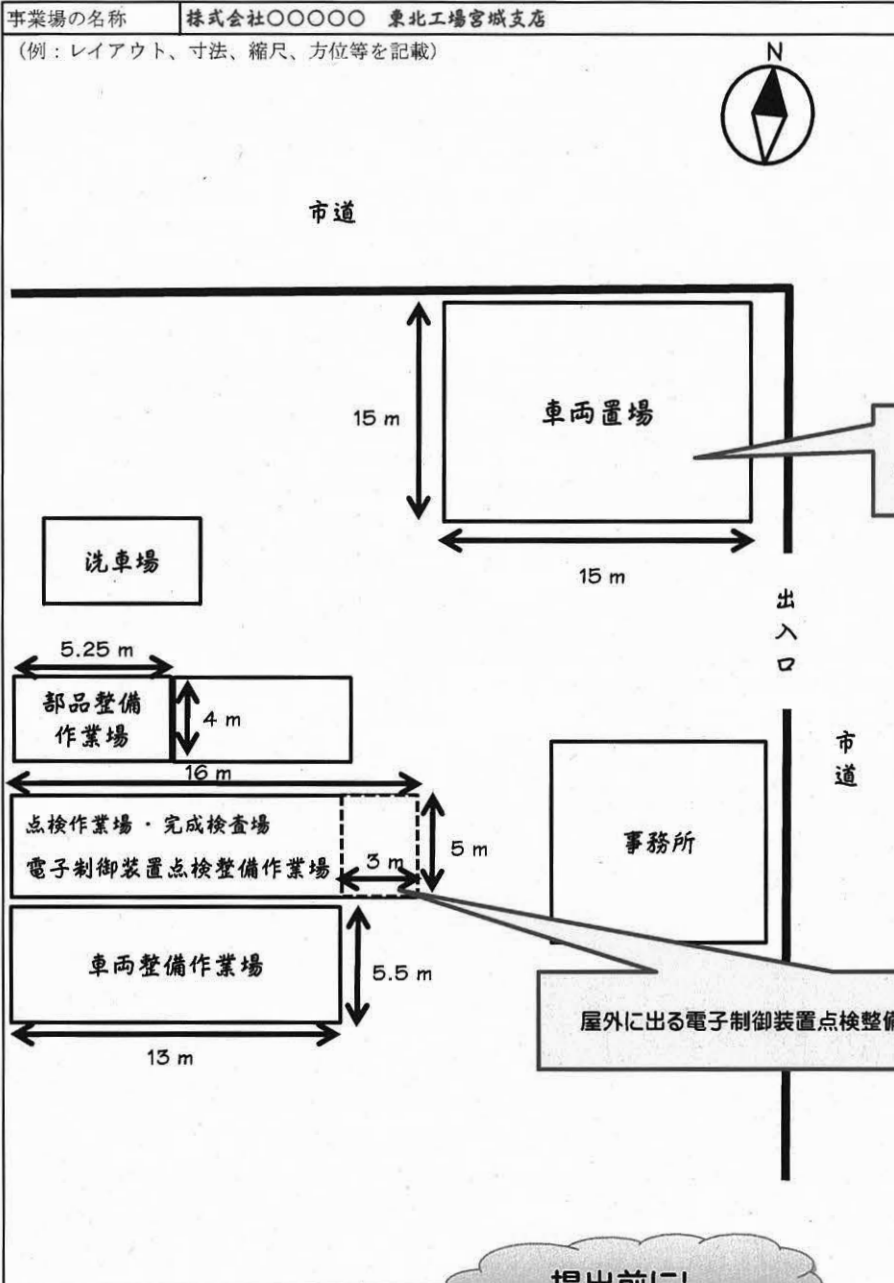 事業場の名称
株式会社〇〇〇〇〇 東北工場宮城支店
(例：レイアウト、寸法、縮尺、方位等を記載)
N
市道
15 m
車両置場
15 m
洗車場
出入口
5.25 m
部品整備
作業場
4 m
16 m
市道
点検作業場・完成検査場
電子制御装置点検整備作業場
3 m
5 m
事務所
車両整備作業場
5.5 m
屋外に出る電子制御装置点検整備
13 m
提出前に!